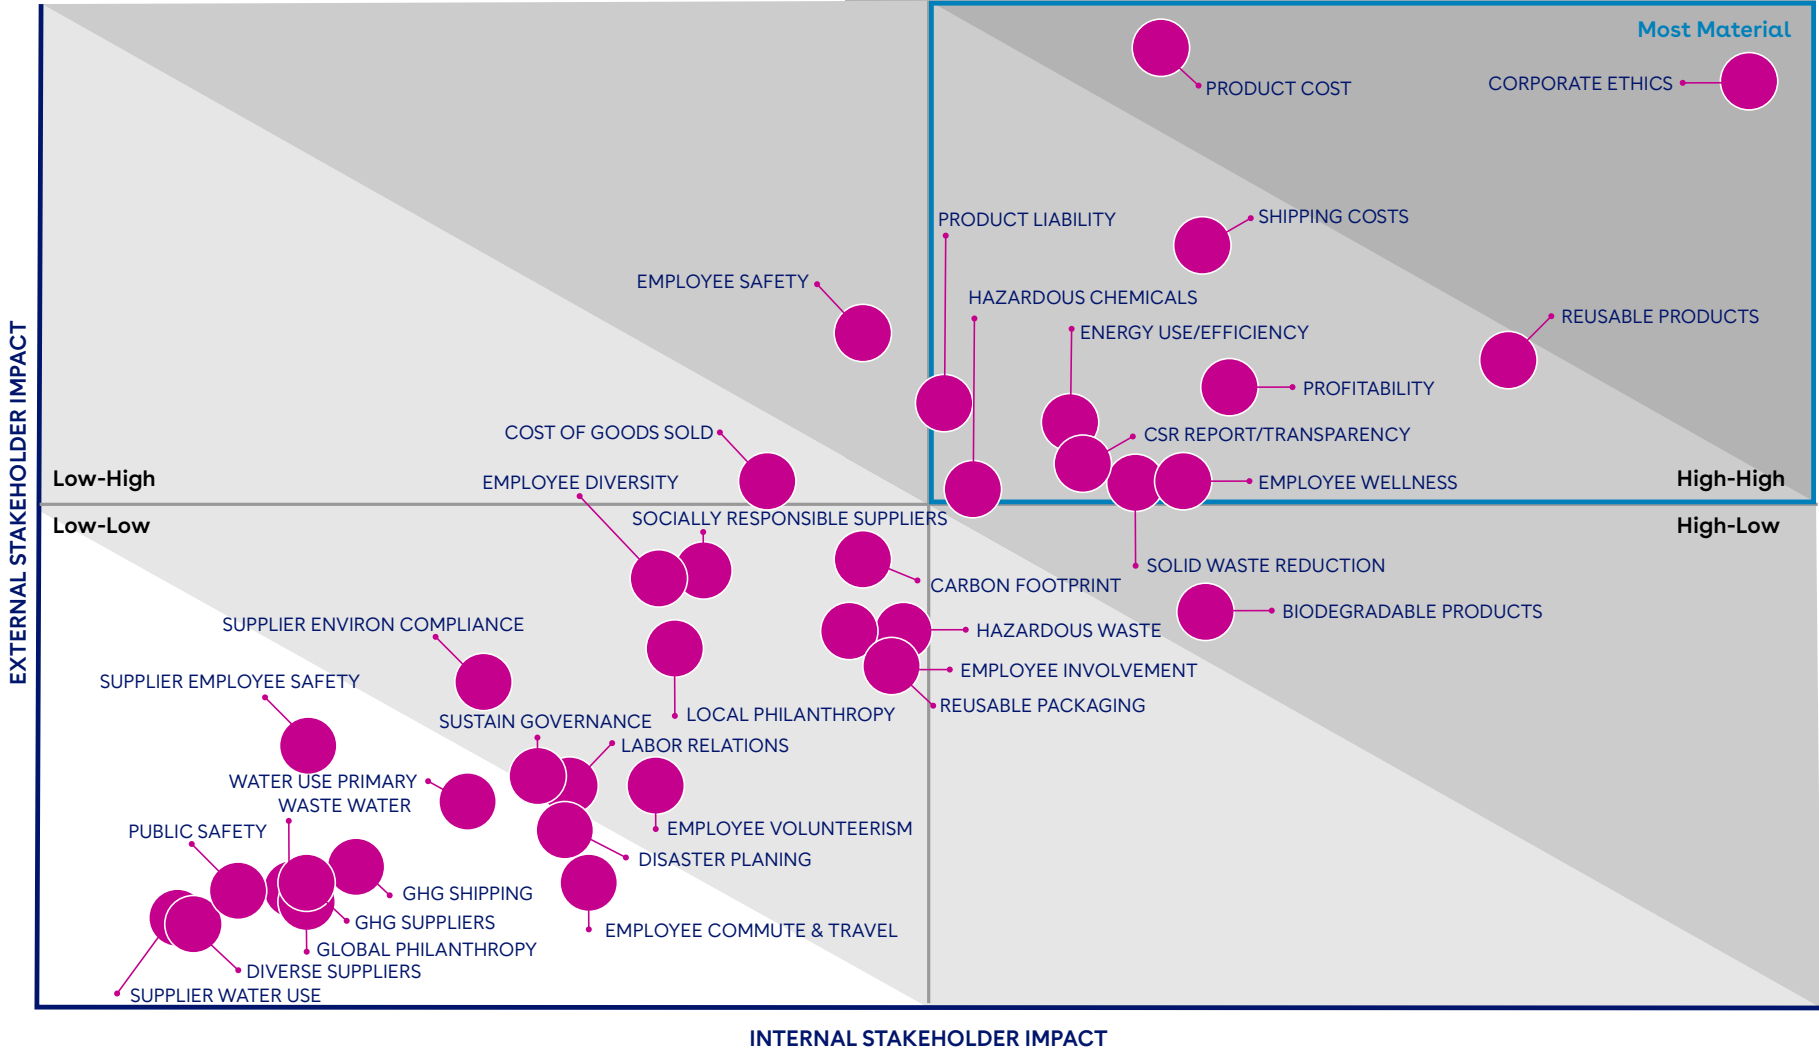 Most Material
PRODUCT COST
CORPORATE ETHICS
PRODUCT LIABILITY
SHIPPING COSTS
EMPLOYEE SAFETY
HAZARDOUS CHEMICALS
ENERGY USE/EFFICIENCY
REUSABLE PRODUCTS
PROFITABILITY
COST OF GOODS SOLD
CSR REPORT/TRANSPARENCY
Low-High
EMPLOYEE DIVERSITY
EMPLOYEE WELLNESS
High-High
SOCIALLY RESPONSIBLE SUPPLIERS
Low-Low
High-Low
SOLID WASTE REDUCTION
CARBON FOOTPRINT
BIODEGRADABLE PRODUCTS
SUPPLIER ENVIRON COMPLIANCE
HAZARDOUS WASTE
EMPLOYEE INVOLVEMENT
SUPPLIER EMPLOYEE SAFETY
REUSABLE PACKAGING
LOCAL PHILANTHROPY
SUSTAIN GOVERNANCE
LABOR RELATIONS
WATER USE PRIMARY
WASTE WATER
PUBLIC SAFETY
EMPLOYEE VOLUNTEERISM
DISASTER PLANING
GHG SHIPPING
GHG SUPPLIERS
EMPLOYEE COMMUTE & TRAVEL
GLOBAL PHILANTHROPY
DIVERSE SUPPLIERS
SUPPLIER WATER USE
EXTERNAL STAKEHOLDER IMPACT
INTERNAL STAKEHOLDER IMPACT